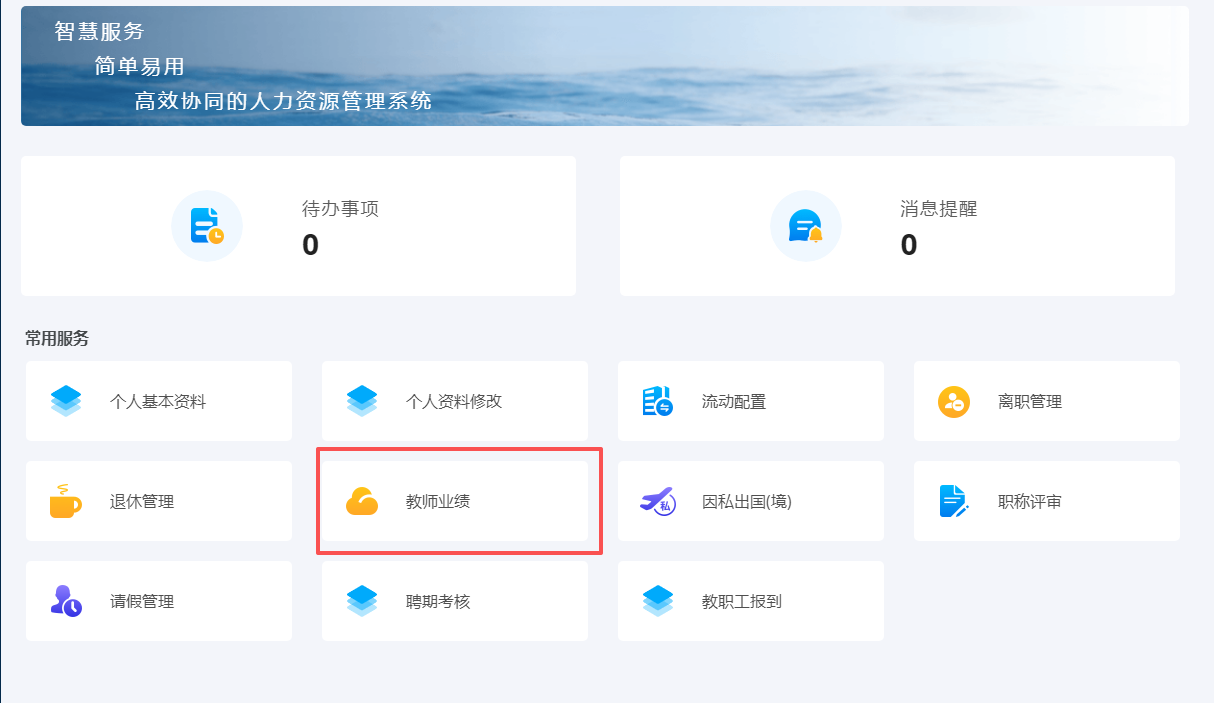 智慧服务
简单易用
高效协同的人力资源管理系统
待办事项
0
消息提醒
0
常用服务
个人基本资料
个人资料修改
流动配置
离职管理
退休管理
教师业绩
私
因私出国(境)
职称评审
请假管理
聘期考核
教职工报到